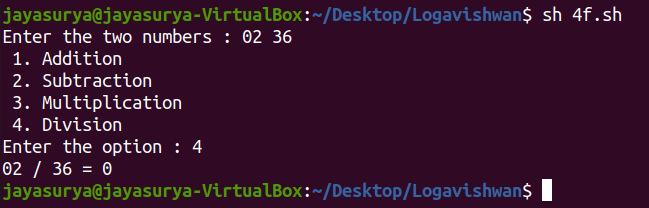 jayasurya@jayasurya-VirtualBox:~/Desktop/Logavishwan$ sh 4f.sh
Enter the two numbers : 02 36
1. Addition
2. Subtraction
3. Multiplication
4. Division
Enter the option : 4
02 / 36 = 0
jayasurya@jayasurya-VirtualBox:~/Desktop/Logavishwan$